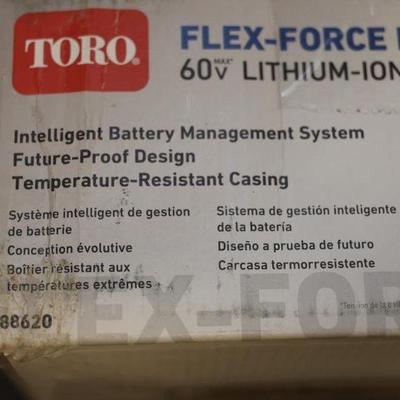 TORO
FLEX-FORCE
60V MAX* LITHIUM-ION
Intelligent Battery Management System
Future-Proof Design
Temperature-Resistant Casing
Système intelligent de gestion
de batterie
Conception évolutive
Boîtier résistant aux
températures extrêmes
Sistema de gestión inteligente
de la batería
Diseño a prueba de futuro
Carcasa termorresistente
EX-FOR
88620